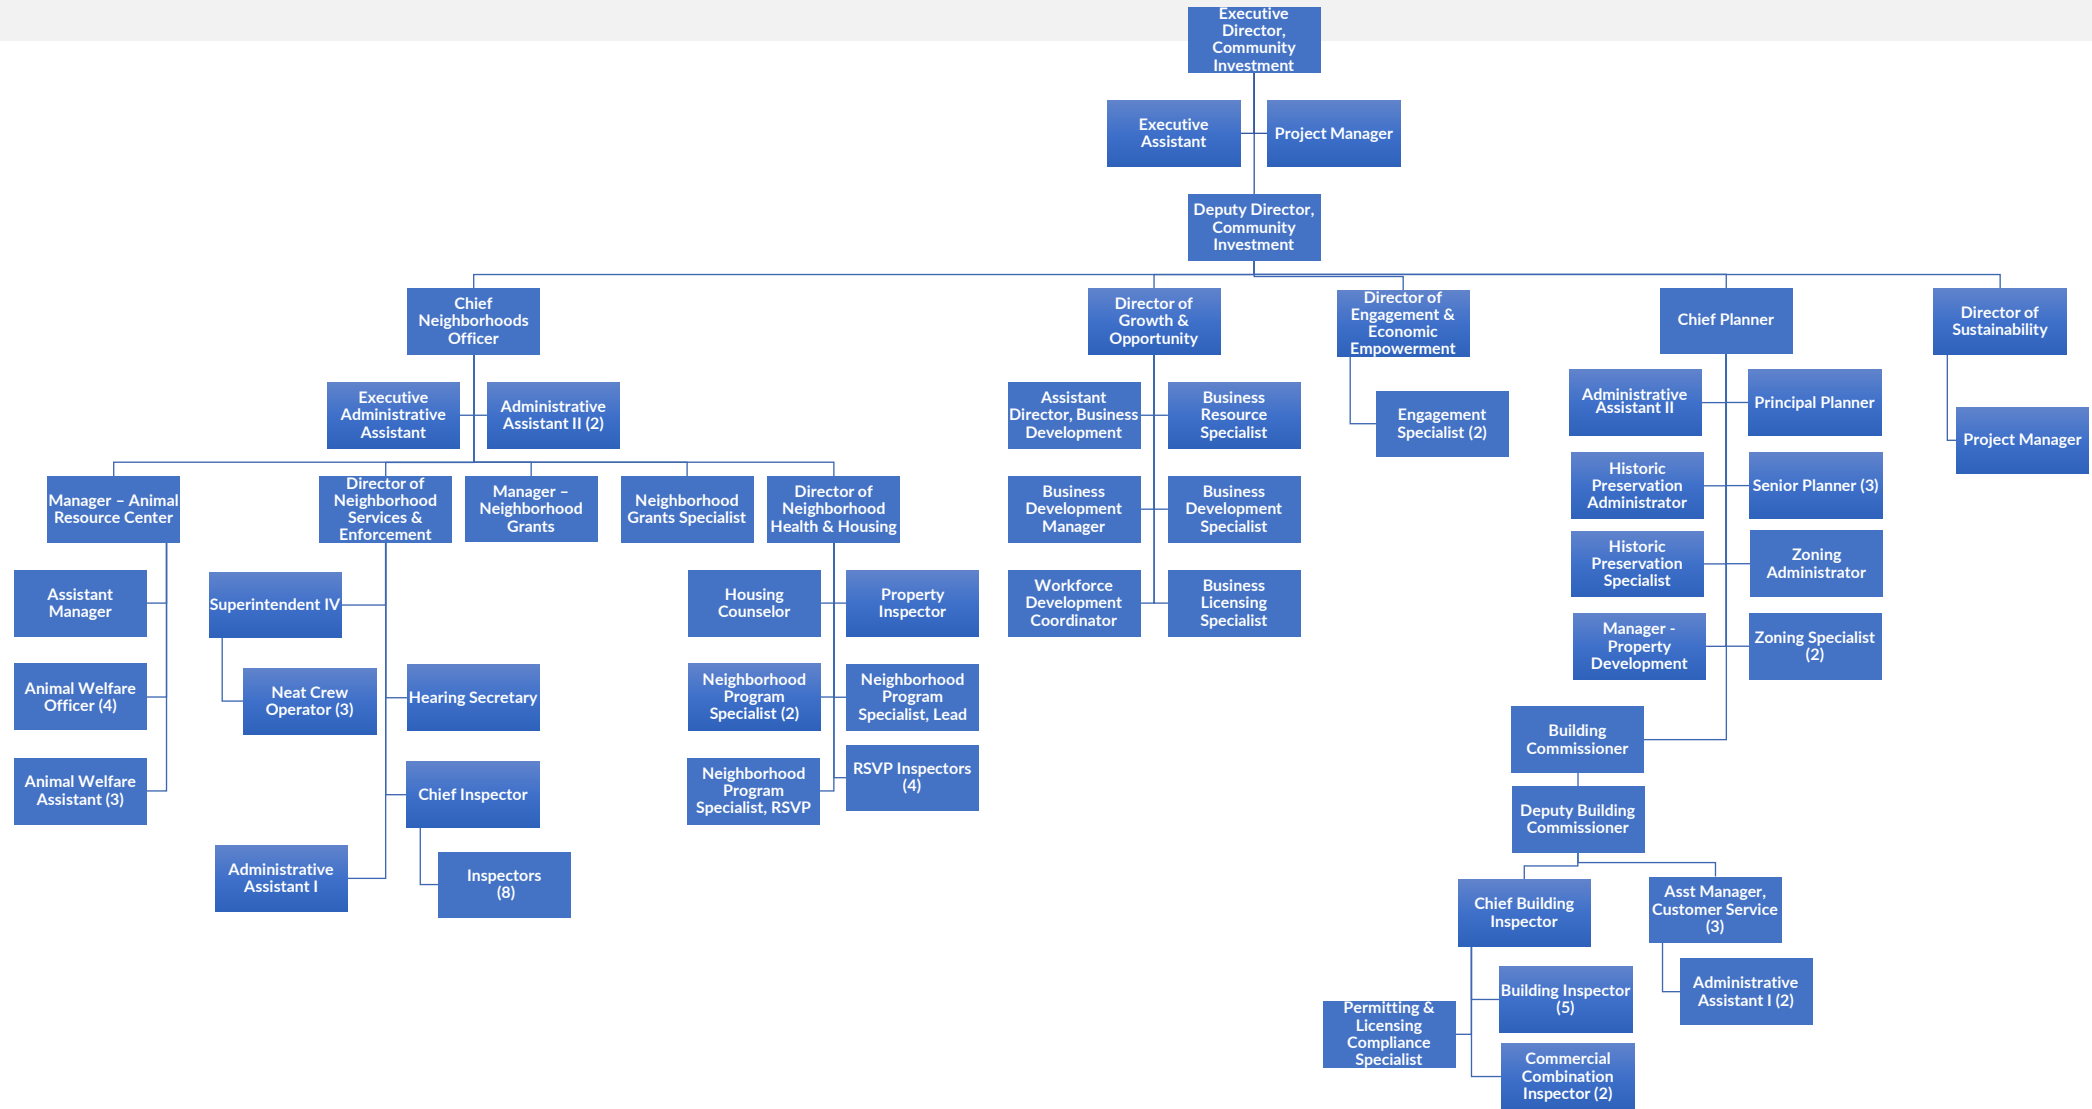 Executive
Director,
Community
Investment
Executive
Assistant
Project Manager
Deputy Director,
Community
Investment
Chief
Neighborhoods
Officer
Director of
Growth &
Opportunity
Director of
Engagement &
Economic
Empowerment
Chief Planner
Director of
Sustainability
Executive
Administrative
Assistant
Administrative
Assistant II (2)
Assistant
Director, Business
Development
Business
Resource
Specialist
Engagement
Specialist (2)
Administrative
Assistant II
Principal Planner
Project Manager
Manager – Animal
Resource Center
Director of
Neighborhood
Services &
Enforcement
Manager –
Neighborhood
Grants
Neighborhood
Grants Specialist
Director of
Neighborhood
Health & Housing
Business
Development
Manager
Business
Development
Specialist
Historic
Preservation
Administrator
Senior Planner (3)
Assistant
Manager
Superintendent IV
Housing
Counselor
Property
Inspector
Workforce
Development
Coordinator
Business
Licensing
Specialist
Historic
Preservation
Specialist
Zoning
Administrator
Manager -
Property
Development
Zoning Specialist
(2)
Animal Welfare
Officer (4)
Neat Crew
Operator (3)
Hearing Secretary
Neighborhood
Program
Specialist (2)
Neighborhood
Program
Specialist, Lead
Building
Commissioner
Animal Welfare
Assistant (3)
Chief Inspector
Neighborhood
Program
Specialist, RSVP
RSVP Inspectors
(4)
Deputy Building
Commissioner
Administrative
Assistant I
Inspectors
(8)
Chief Building
Inspector
Asst Manager,
Customer Service
(3)
Building Inspector
(5)
Administrative
Assistant I (2)
Permitting &
Licensing
Compliance
Specialist
Commercial
Combination
Inspector (2)